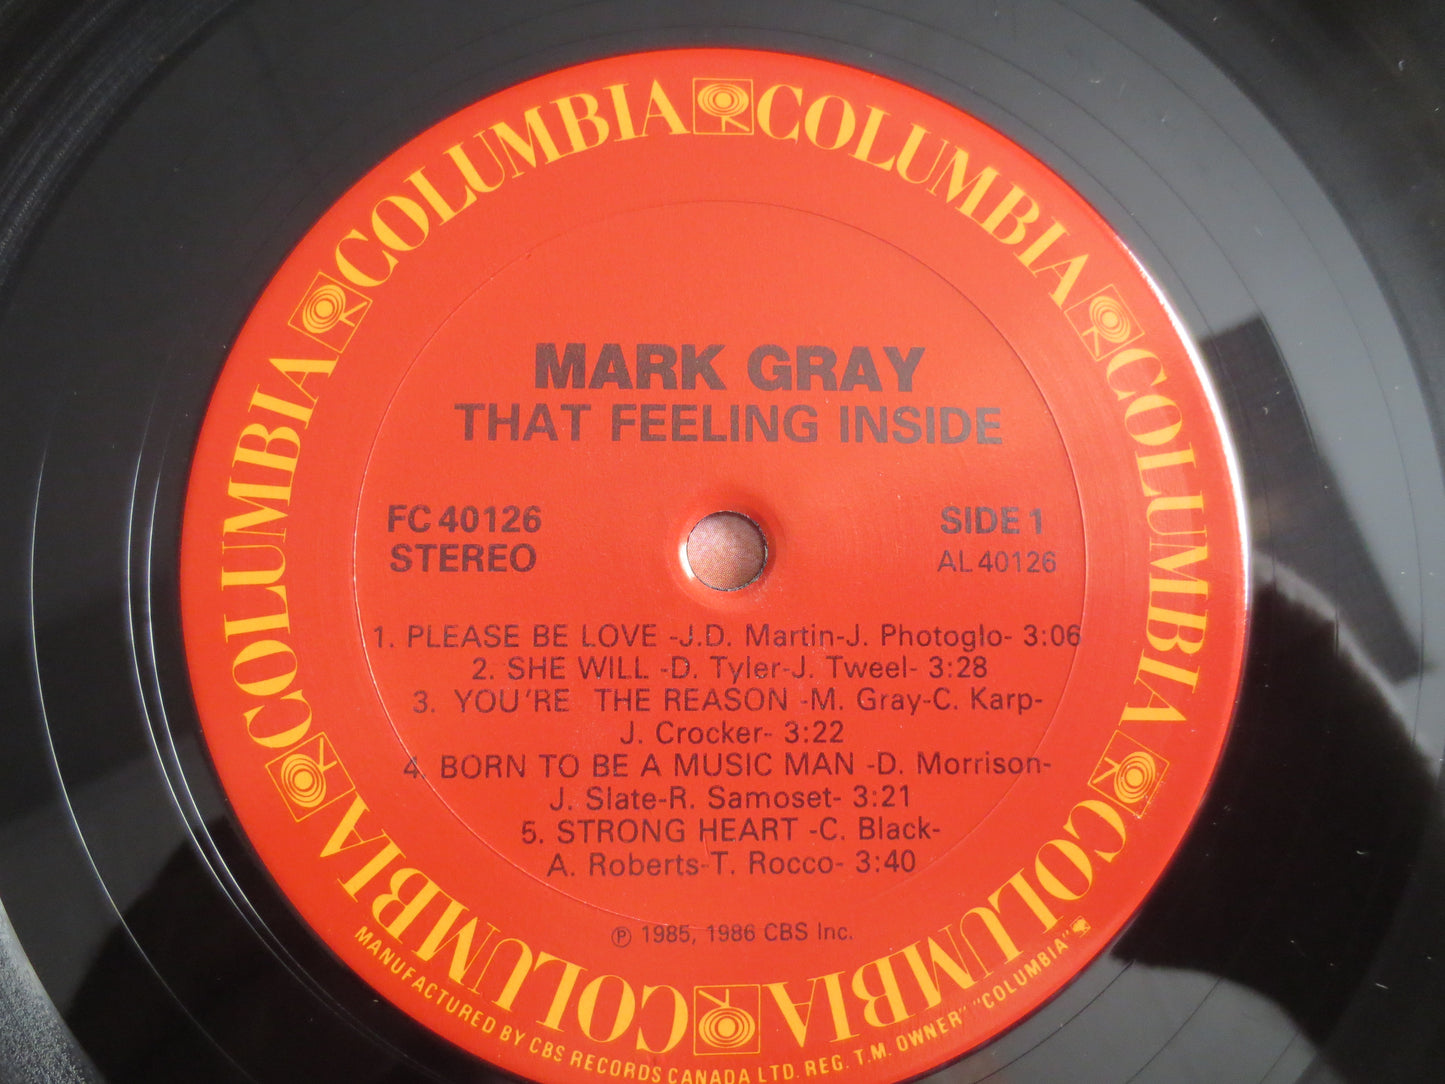 COLUMBIA COLUMBIA COLUMBIA COLUMBIA COLUMBIA COLUMBIA COLUMBIA COLUMBIA
MARK GRAY
THAT FEELING INSIDE
FC 40126
STEREO
SIDE 1
AL 40126
1. PLEASE BE LOVE -J.D. Martin-J. Photoglo- 3:06
2. SHE WILL -D. Tyler-J. Tweel- 3:28
3. YOU'RE THE REASON -M. Gray-C. Karp-
J. Crocker- 3:22
4. BORN TO BE A MUSIC MAN -D. Morrison-
J. Slate-R. Samoset- 3:21
5. STRONG HEART -C. Black-
A. Roberts-T. Rocco- 3:40
℗ 1985, 1986 CBS Inc.
MANUFACTURED BY CBS RECORDS CANADA LTD. REG. T.M. OWNER" "COLUMBIA"